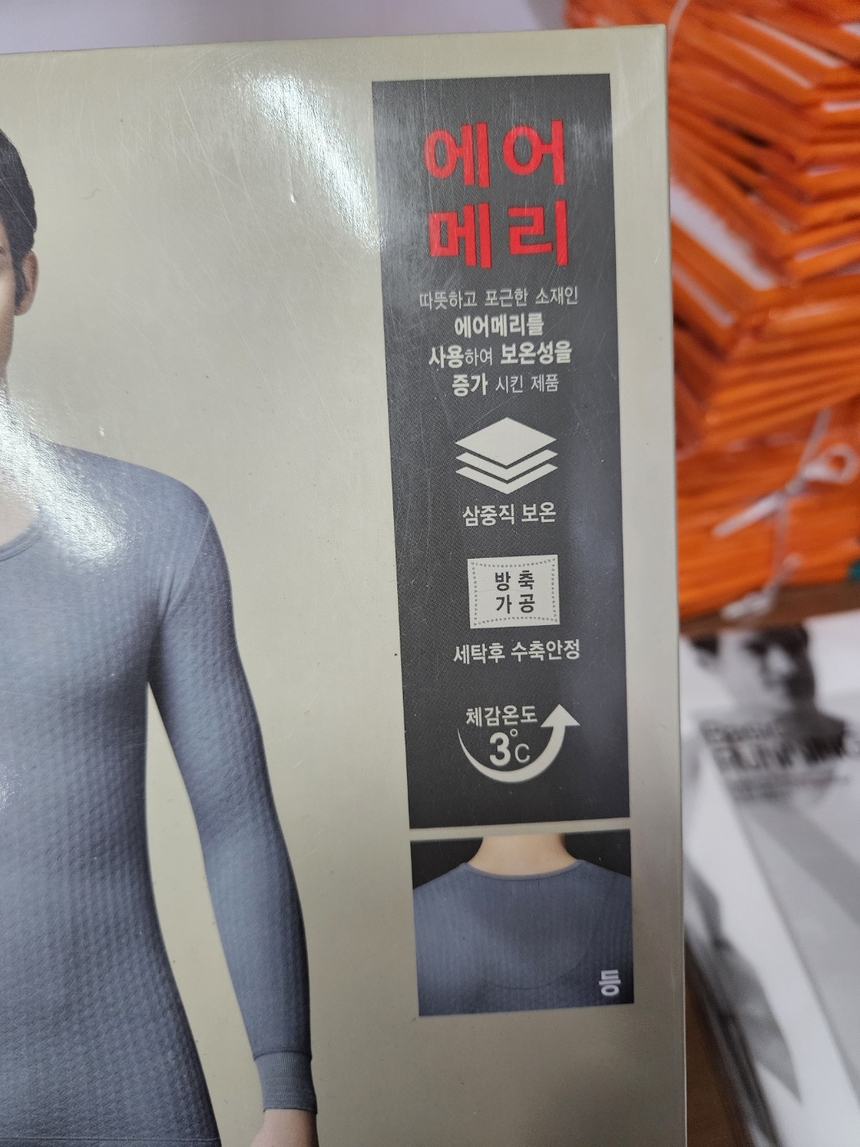 에어
메리
따뜻하고 포근한 소재인
에어메리를
사용하여 보온성을
증가 시킨 제품
삼중직 보온
방축
가공
세탁후 수축안정
체감온도
3°C
등
RUNNING